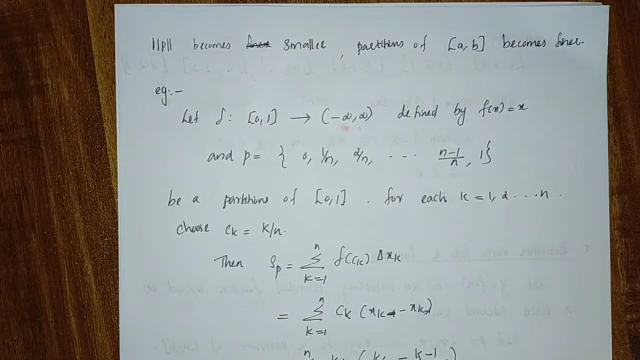 ||p|| becomes smaller, partitions of [a, b] becomes finer
eg:-
Let f: [0, 1] → (-∞, ∞) defined by f(x) = x
and p = { 0, 1/n, 2/n, ... (n-1)/n, 1}
be a partitions of [0, 1]. for each k = 1, 2 ... n.
choose ck = k/n.
Then Sp = Σ_{k=1}^{n} f(ck) Δxk
= Σ_{k=1}^{n} ck (xk - xk)